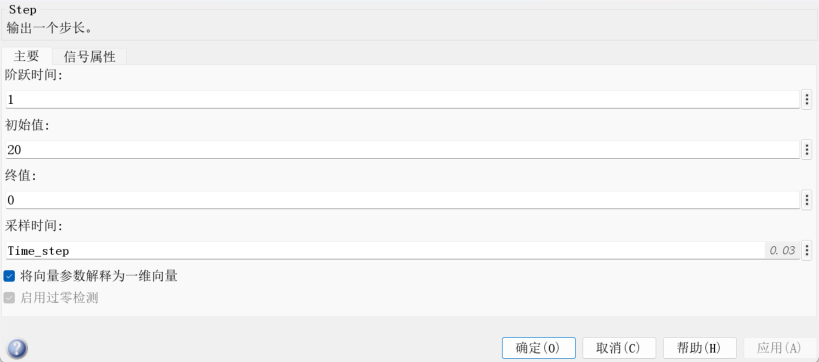 Step
输出一个步长。
主要 信号属性
阶跃时间:
1
初始值:
20
终值:
0
采样时间:
Time_step 0.03
将向量参数解释为一维向量
启用过零检测
? 确定(O) 取消(C) 帮助(H) 应用(A)